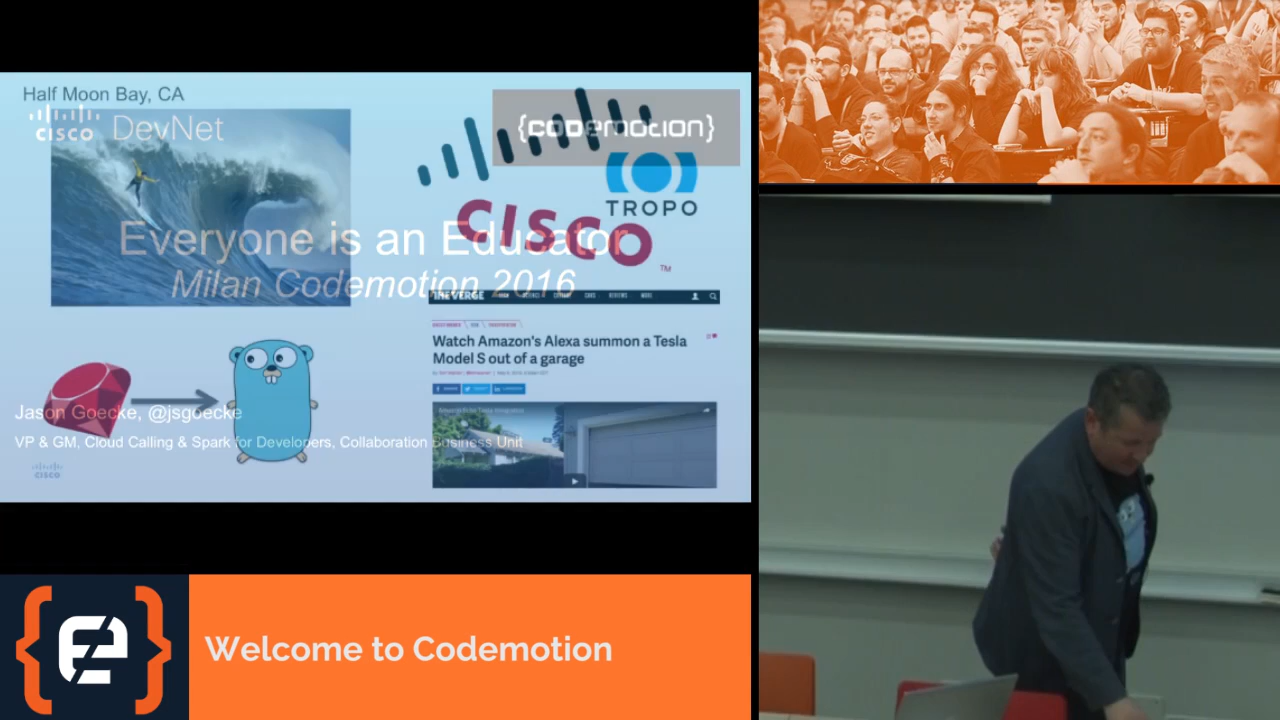 Half Moon Bay, CA
CISCO DevNet
{codemotion}
TROPO
CISCO
TM
Everyone is an Educator
Milan Codemotion 2016
THE VERGE
Watch Amazon's Alexa summon a Tesla
Model S out of a garage
Jason Goecke, @jsgoecke
VP & GM, Cloud Calling & Spark for Developers, Collaboration Business Unit
CISCO
Welcome to Codemotion